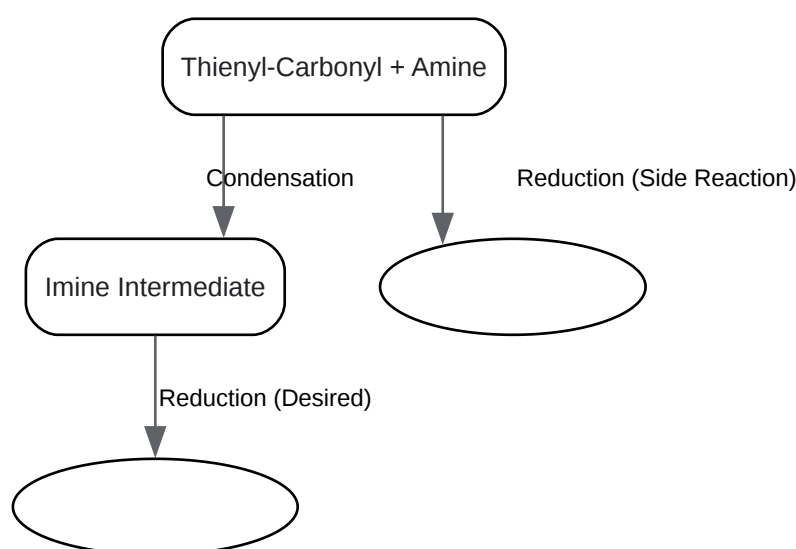 Thienyl-Carbonyl + Amine
Condensation
Reduction (Side Reaction)
Imine Intermediate
Reduction (Desired)